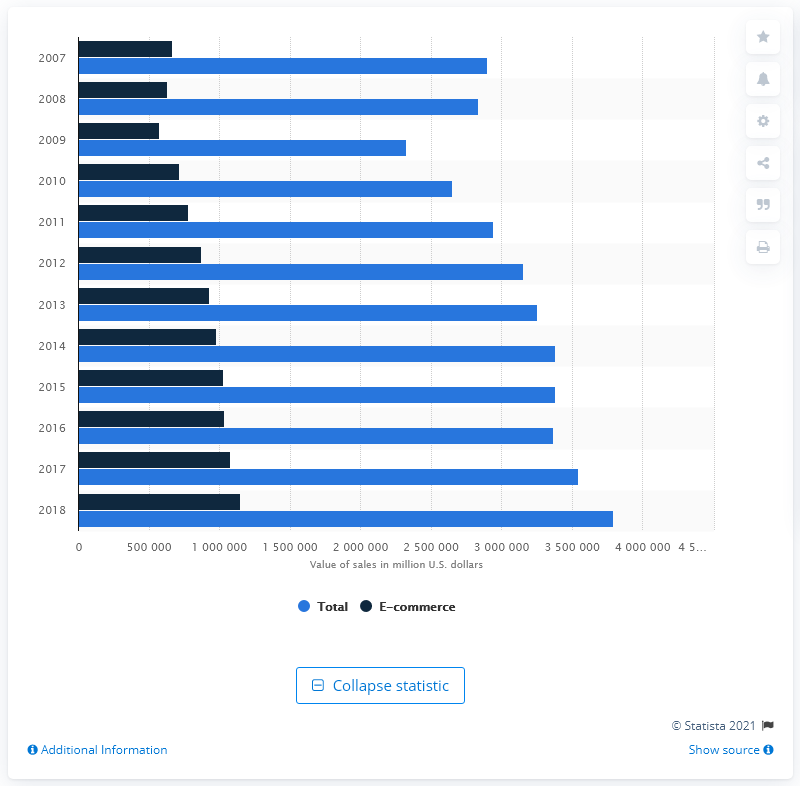 2007
2008
2009
2010
2011
2012
2013
2014
2015
2016
2017
2018
0 500 000 1 000 000 1 500 000 2 000 000 2 500 000 3 000 000 3 500 000 4 000 000 4 5...
Value of sales in million U.S. dollars
Total E-commerce
Collapse statistic
© Statista 2021
Additional Information Show source